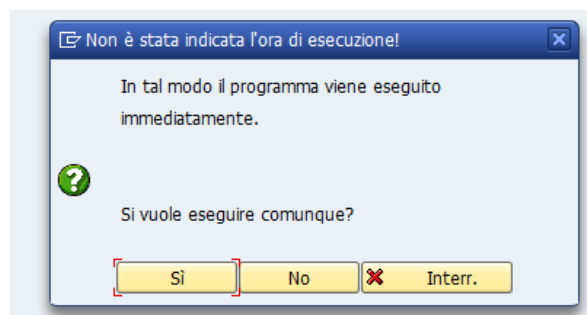 Non è stata indicata l'ora di esecuzione!
In tal modo il programma viene eseguito
immediatamente.
Si vuole eseguire comunque?
Sì No Interr.